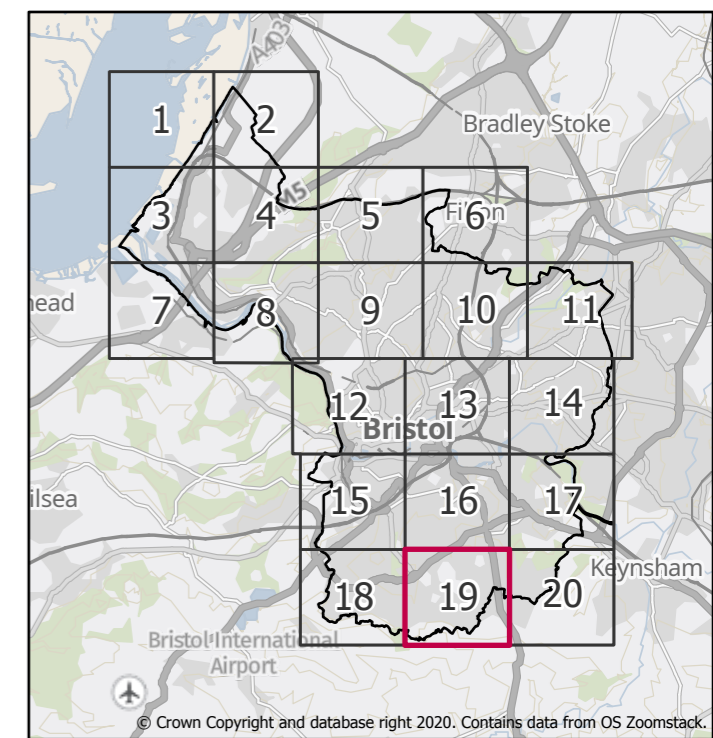 A403
1
2
Bradley Stoke
M5
3
4
5
Filton
6
head
7
8
9
10
11
12
13
14
Bristol
ilsea
15
16
17
Keynsham
18
19
20
Bristol International
Airport
© Crown Copyright and database right 2020. Contains data from OS Zoomstack.